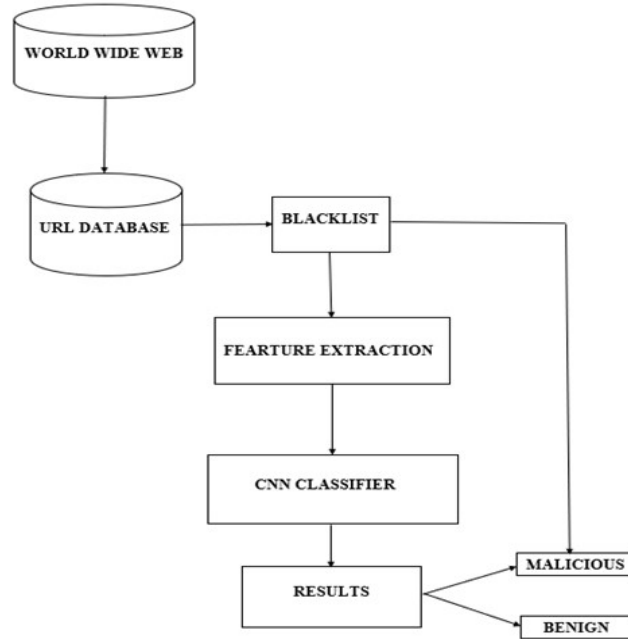 WORLD WIDE WEB
URL DATABASE
BLACKLIST
FEARTURE EXTRACTION
CNN CLASSIFIER
RESULTS
MALICIOUS
BENIGN